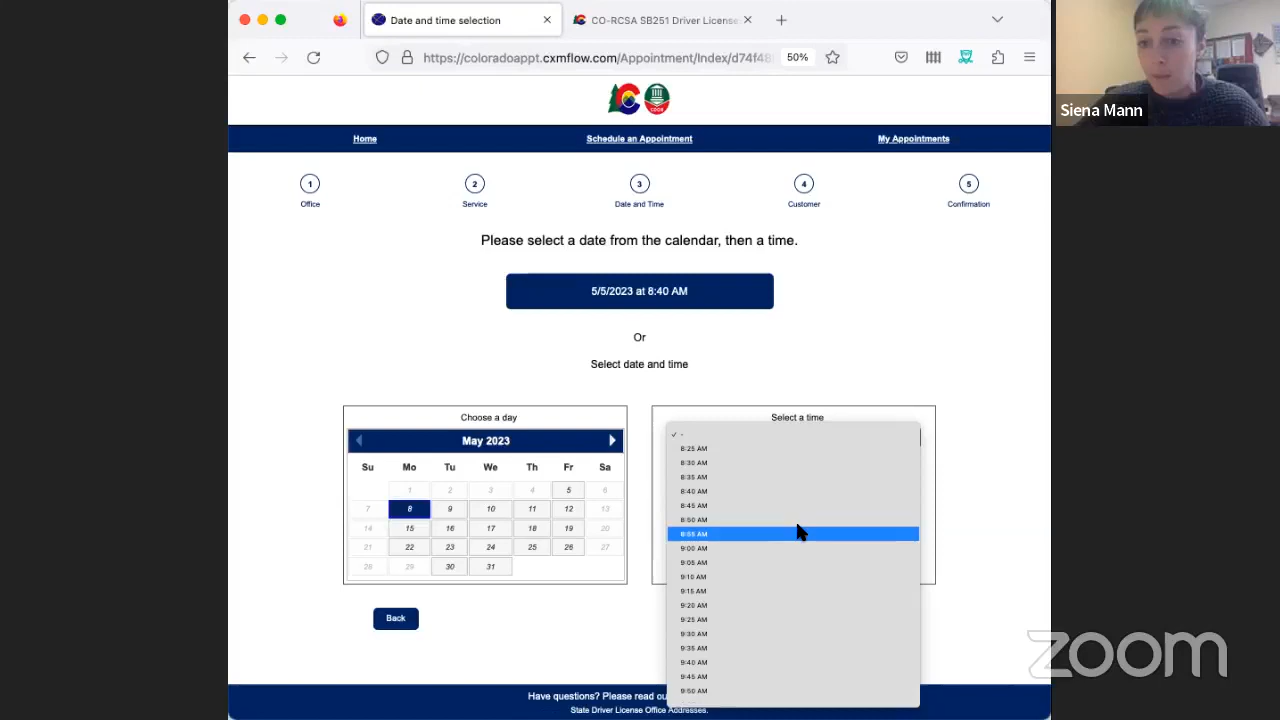 Date and time selection
CO-RCSA SB251 Driver License
https://coloradoappt.cxmflow.com/Appointment/Index/d74f48
50%
Siena Mann
Home
Schedule an Appointment
My Appointments
1
2
3
4
5
Office
Service
Date and Time
Customer
Confirmation
Please select a date from the calendar, then a time.
5/5/2023 at 8:40 AM
Or
Select date and time
Choose a day
May 2023
Su Mo Tu We Th Fr Sa
1 2 3 4 5 6
7 8 9 10 11 12 13
14 15 16 17 18 19 20
21 22 23 24 25 26 27
28 29 30 31
Select a time
-
8:25 AM
8:30 AM
8:35 AM
8:40 AM
8:45 AM
8:50 AM
8:55 AM
9:00 AM
9:05 AM
9:10 AM
9:15 AM
9:20 AM
9:25 AM
9:30 AM
9:35 AM
9:40 AM
9:45 AM
9:50 AM
Back
Have questions? Please read ou
State Driver License Office Addresses.
zoom